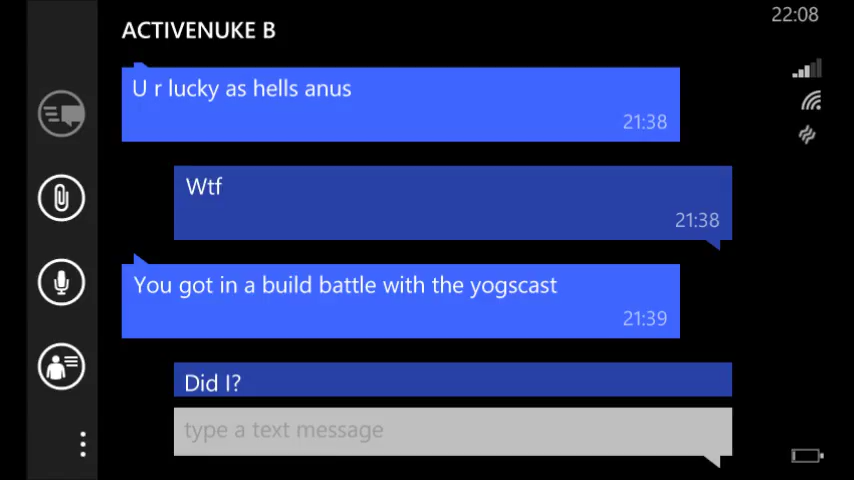 22:08
ACTIVENUKE B
U r lucky as hells anus
21:38
Wtf
21:38
You got in a build battle with the yogscast
21:39
Did I?
type a text message